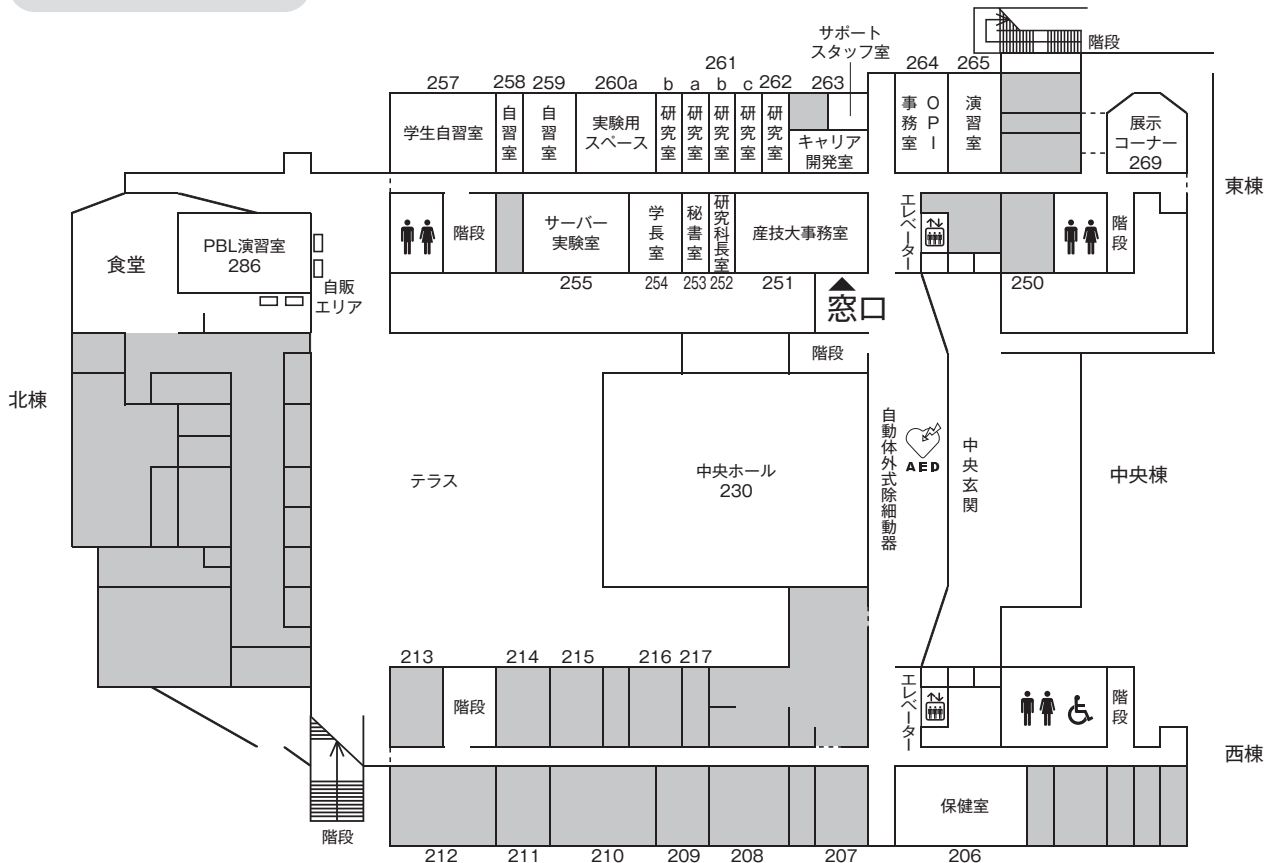 サポート
スタッフ室
階段
261
257
258
259
260a
b
a
b
c
262
263
264
265
学生自習室
自習室
自習室
実験用
スペース
研究室
研究室
研究室
研究室
研究室
キャリア
開発室
OPI
事務室
演習室
展示
コーナー
269
東棟
階段
サーバー
実験室
学長室
秘書室
研究科長室
産技大事務室
エレベーター
階段
食堂
PBL演習室
286
自販
エリア
255
254
253
252
251
250
窓口
階段
北棟
テラス
中央ホール
230
自動体外式除細動器
AED
中央玄関
中央棟
213
214
215
216
217
階段
エレベーター
階段
西棟
保健室
階段
212
211
210
209
208
207
206